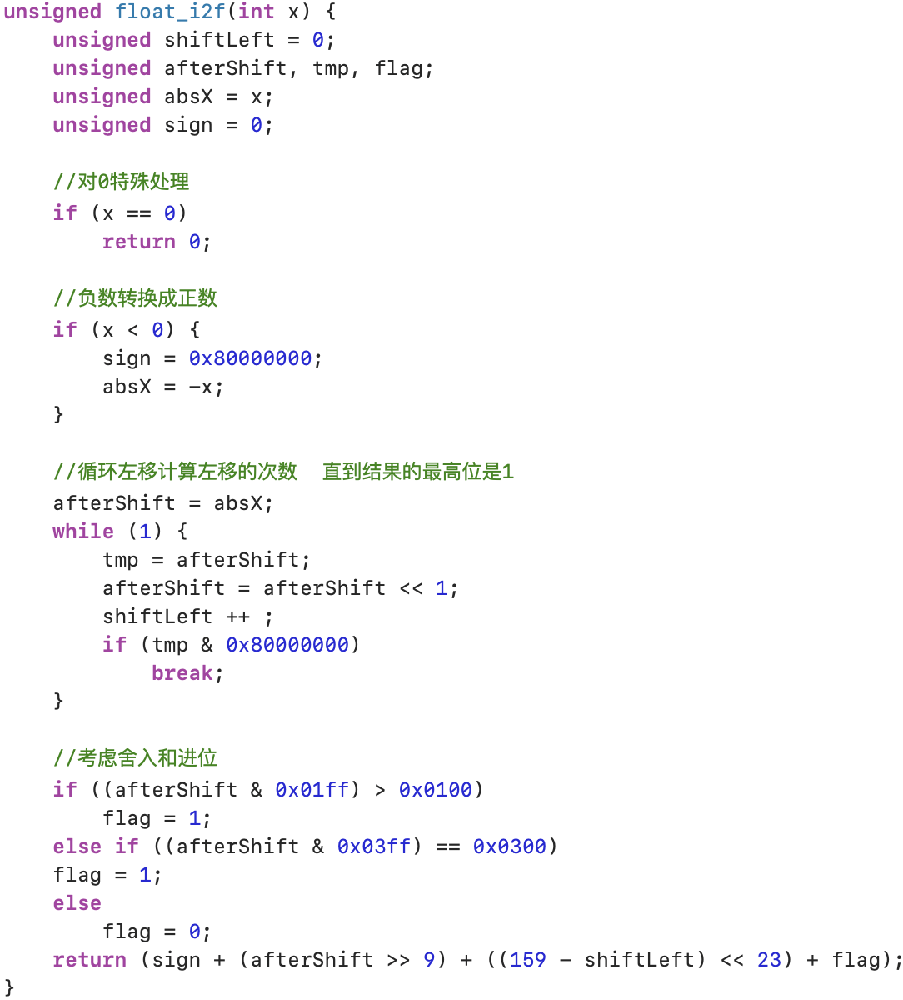 unsigned float_i2f(int x) {
    unsigned shiftLeft = 0;
    unsigned afterShift, tmp, flag;
    unsigned absX = x;
    unsigned sign = 0;

    //对0特殊处理
    if (x == 0)
        return 0;

    //负数转换成正数
    if (x < 0) {
        sign = 0x80000000;
        absX = -x;
    }

    //循环左移计算左移的次数  直到结果的最高位是1
    afterShift = absX;
    while (1) {
        tmp = afterShift;
        afterShift = afterShift << 1;
        shiftLeft ++ ;
        if (tmp & 0x80000000)
            break;
    }

    //考虑舍入和进位
    if ((afterShift & 0x01ff) > 0x0100)
        flag = 1;
    else if ((afterShift & 0x03ff) == 0x0300)
    flag = 1;
    else
        flag = 0;
    return (sign + (afterShift >> 9) + ((159 - shiftLeft) << 23) + flag);
}